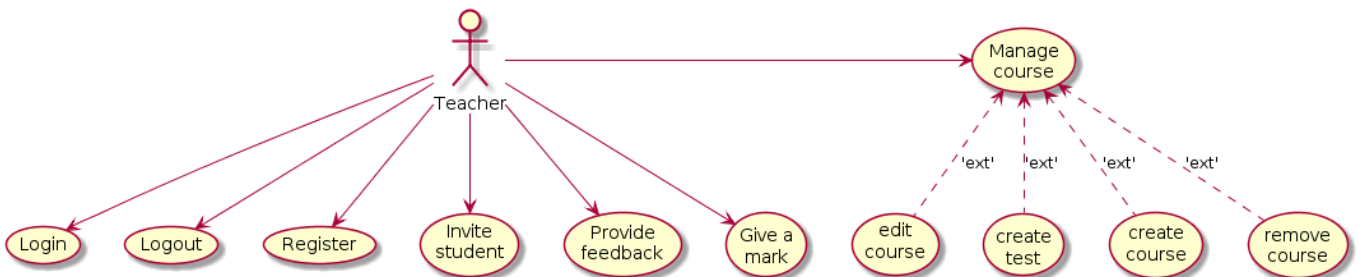 Manage
course
Teacher
'ext'
'ext'
'ext'
'ext'
Login
Logout
Register
Invite
student
Provide
feedback
Give a
mark
edit
course
create
test
create
course
remove
course